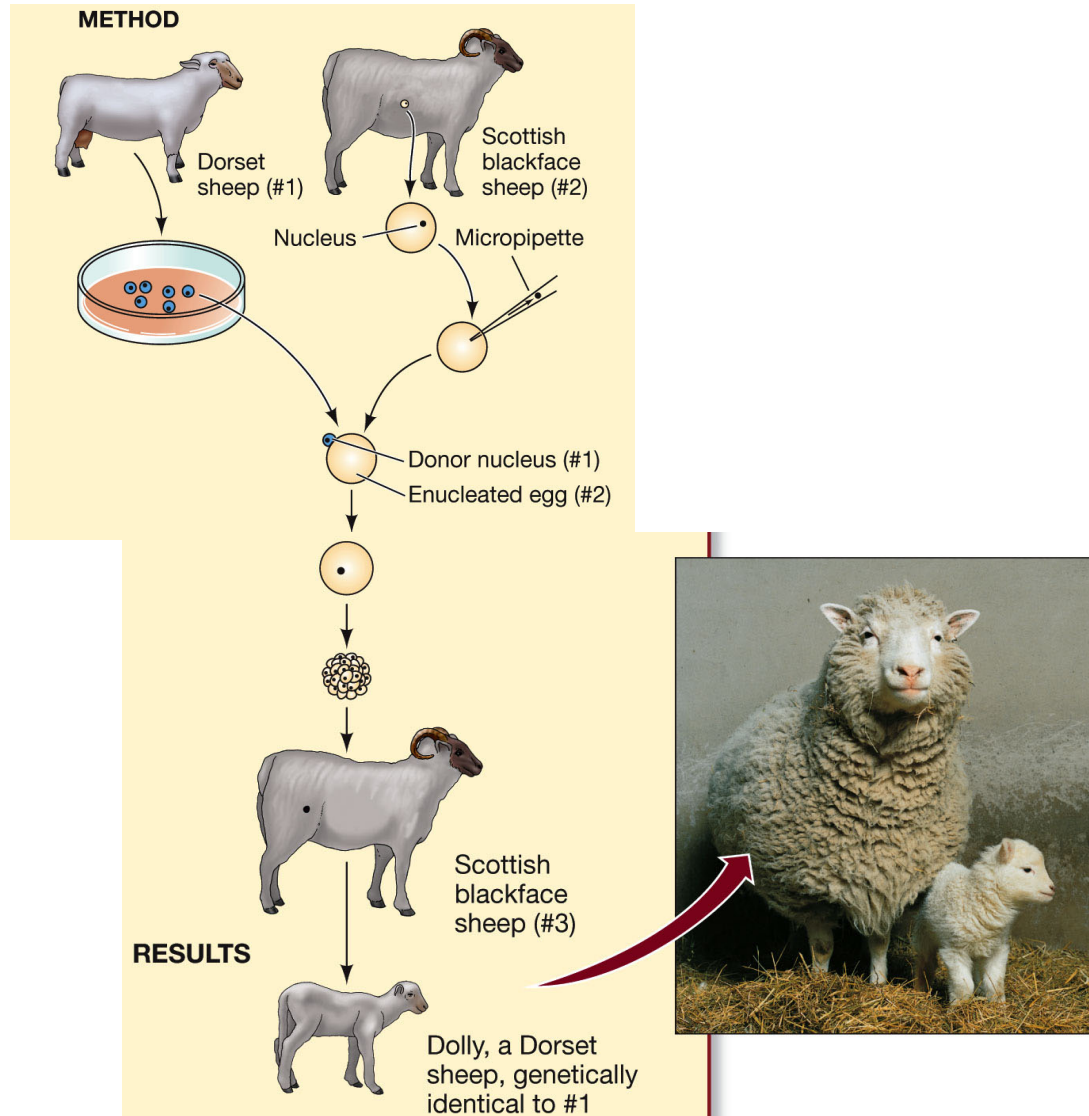 METHOD
Dorset
sheep (#1)
Scottish
blackface
sheep (#2)
Nucleus
Micropipette
Donor nucleus (#1)
Enucleated egg (#2)
Scottish
blackface
sheep (#3)
RESULTS
Dolly, a Dorset
sheep, genetically
identical to #1